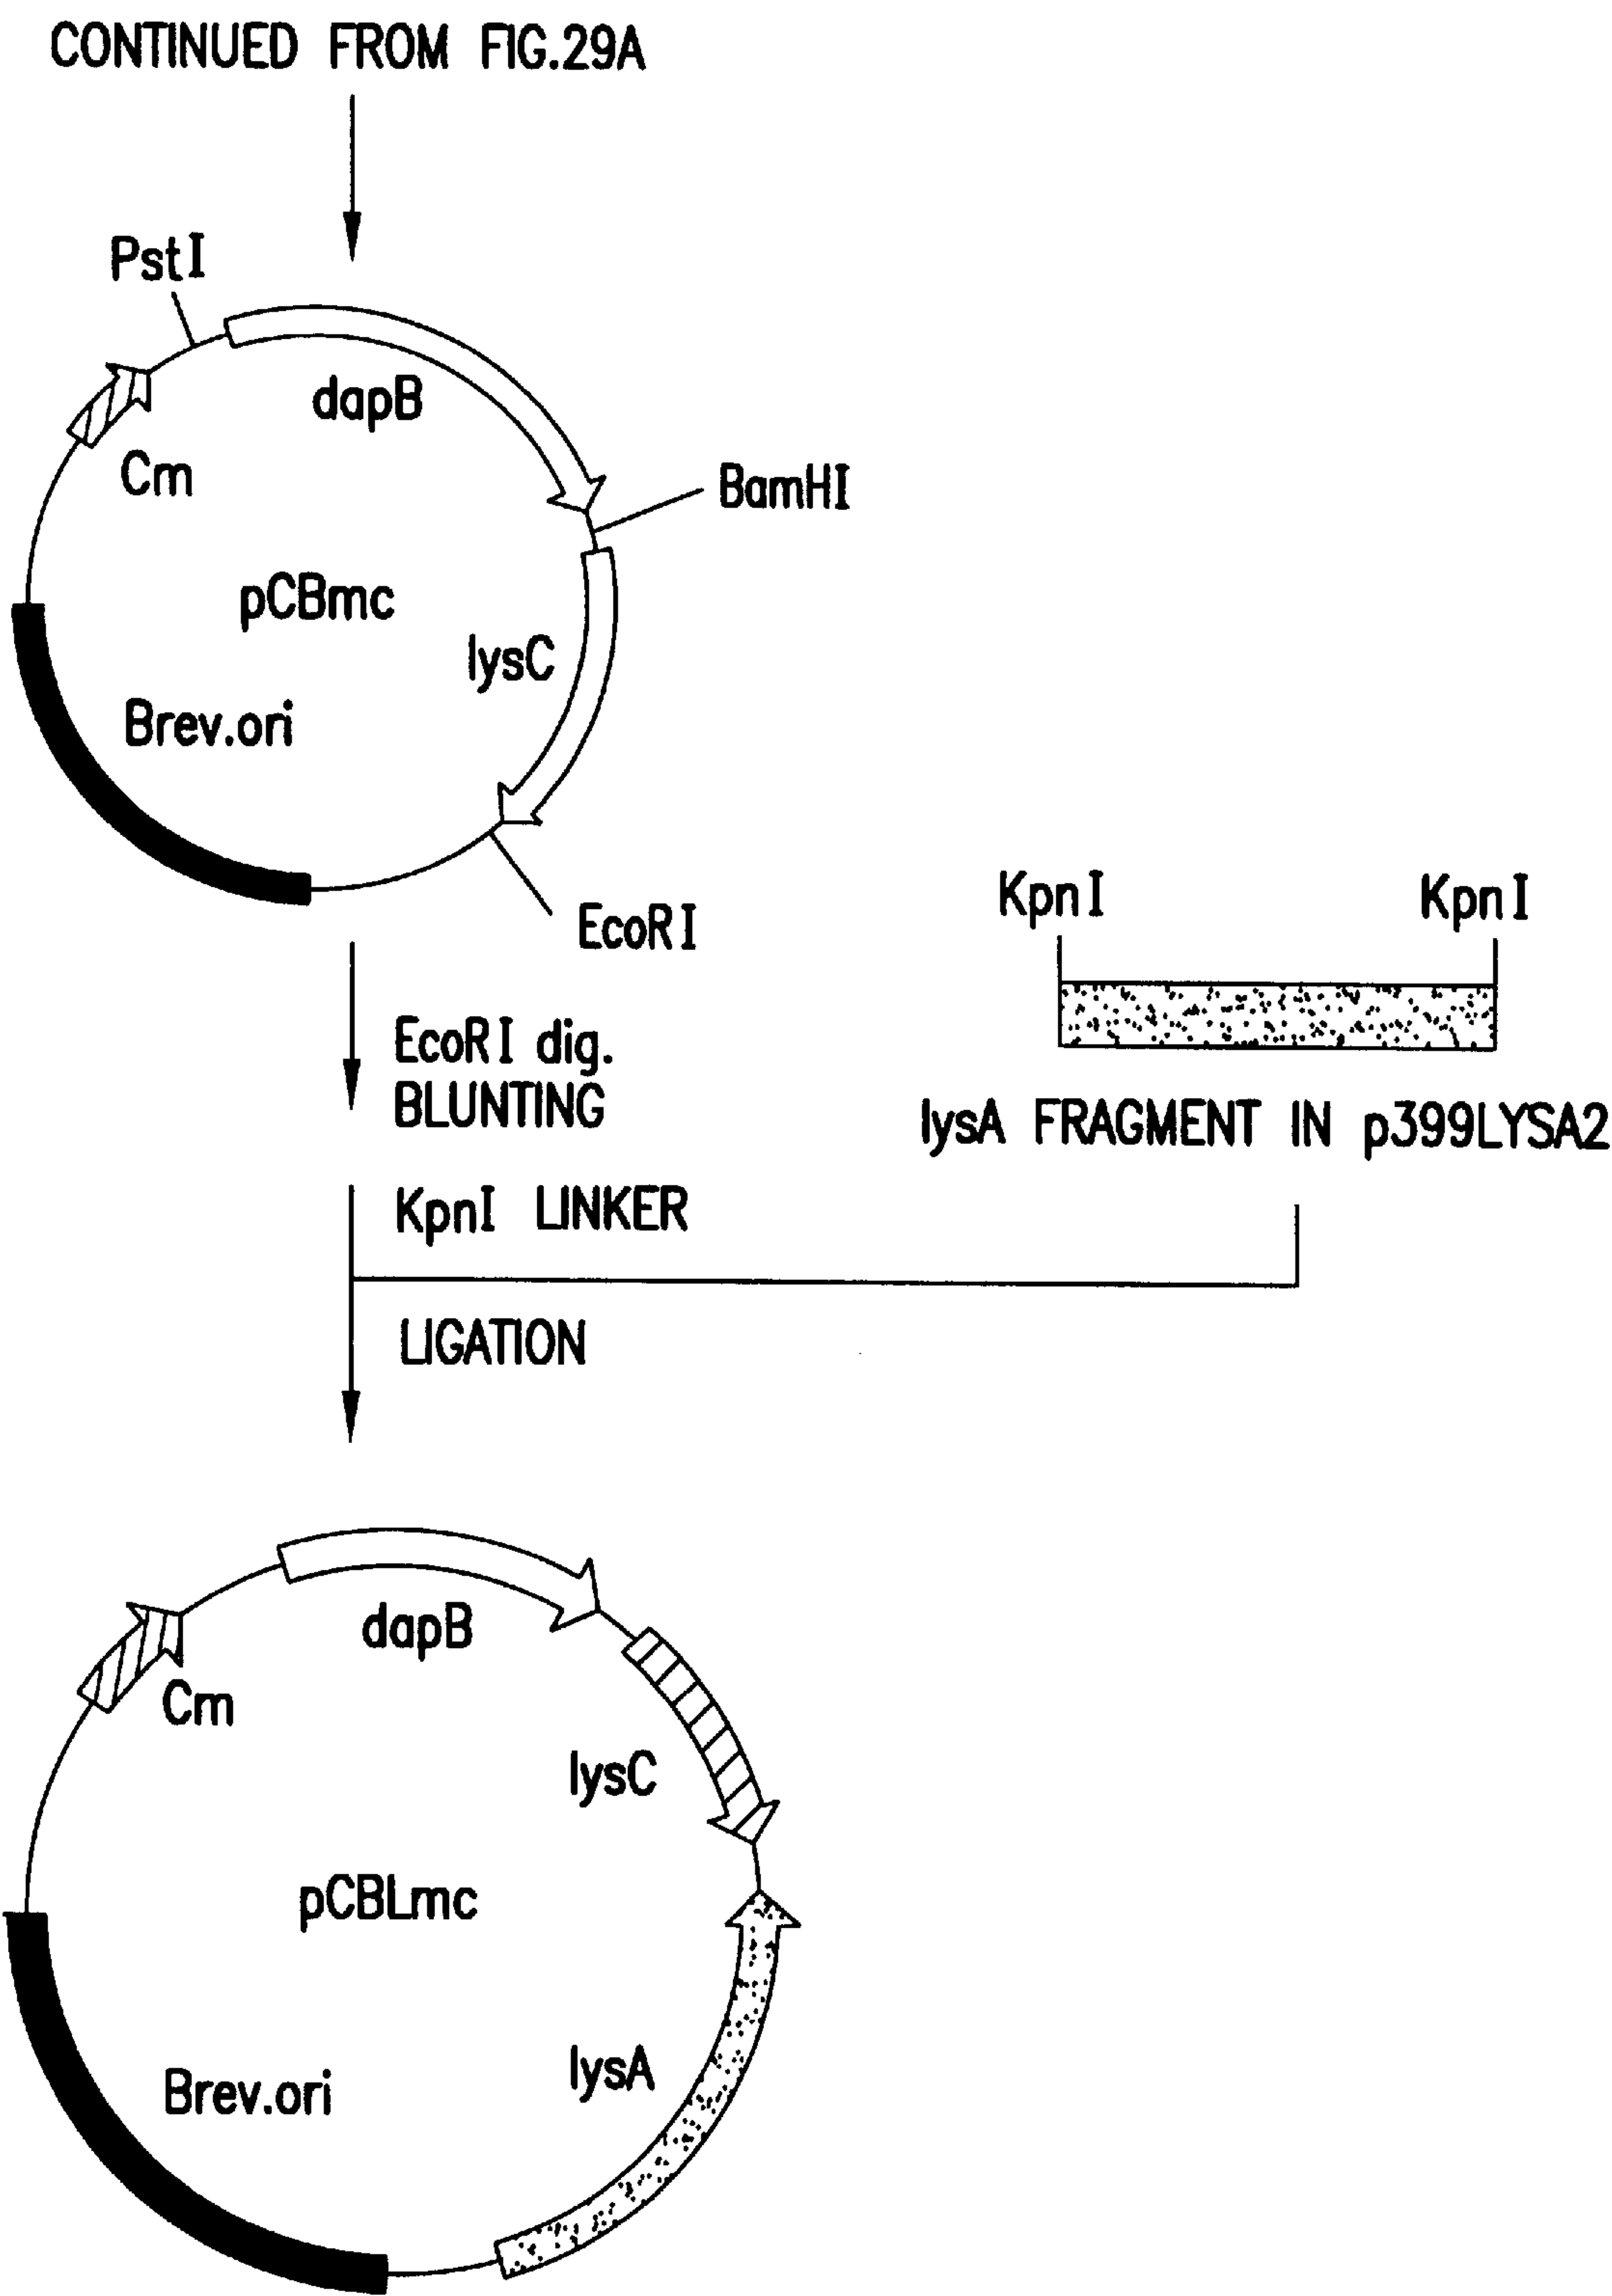 CONTINUED FROM FIG.29A
PstI
dapB
Cm
BamHI
pCBmc
lysC
Brev.ori
EcoRI
KpnI
KpnI
EcoRI dig.
BLUNTING
lysA FRAGMENT IN p399LYSA2
KpnI LINKER
LIGATION
dapB
Cm
lysC
pCBLmc
lysA
Brev.ori